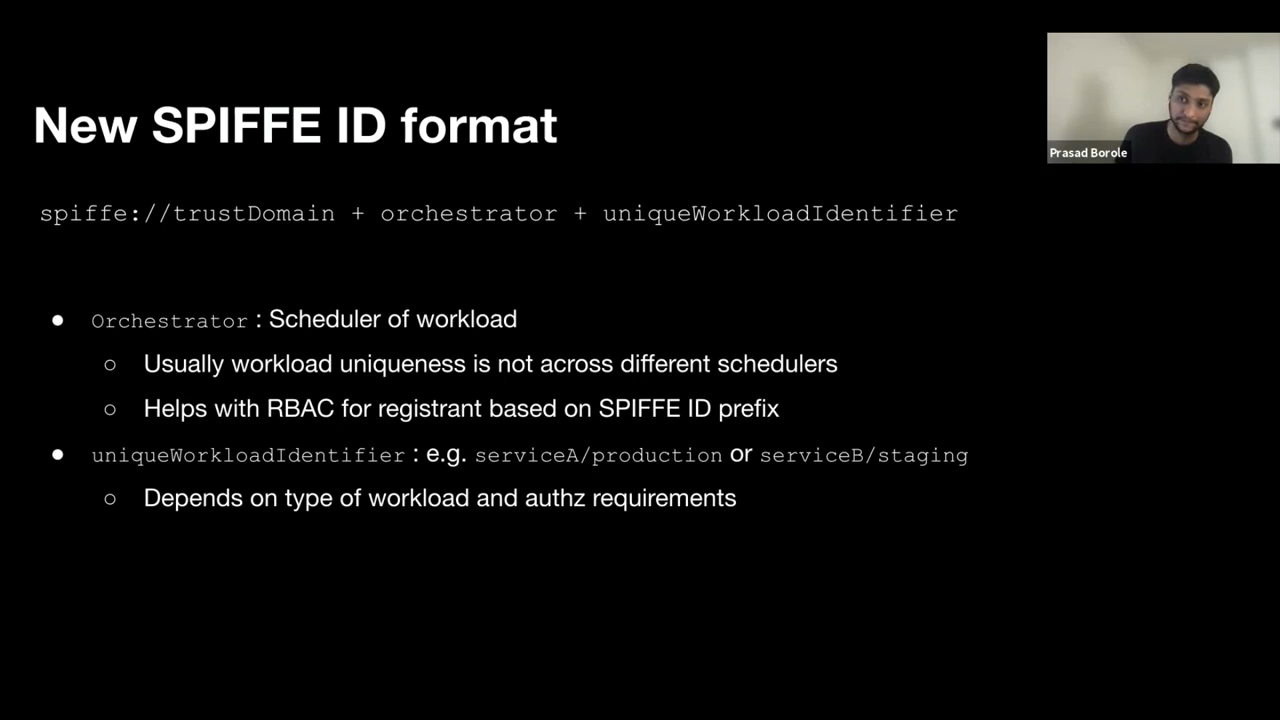 New SPIFFE ID format
Prasad Borole
spiffe://trustDomain + orchestrator + uniqueWorkloadIdentifier
● Orchestrator : Scheduler of workload
○ Usually workload uniqueness is not across different schedulers
○ Helps with RBAC for registrant based on SPIFFE ID prefix
● uniqueWorkloadIdentifier : e.g. serviceA/production or serviceB/staging
○ Depends on type of workload and authz requirements